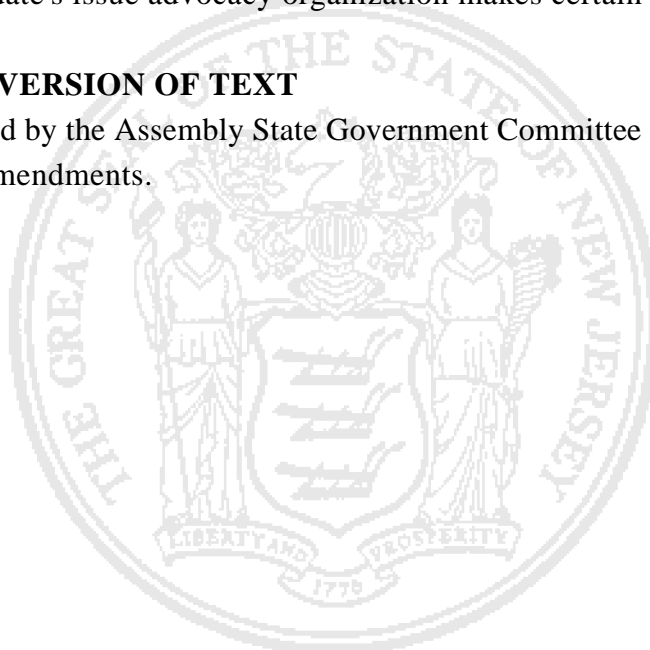 date's issue advocacy organization makes certain
VERSION OF TEXT
d by the Assembly State Government Committee
mendments.
THE GREAT SEAL OF THE STATE OF NEW JERSEY
LIBERTY AND PROSPERITY
1776